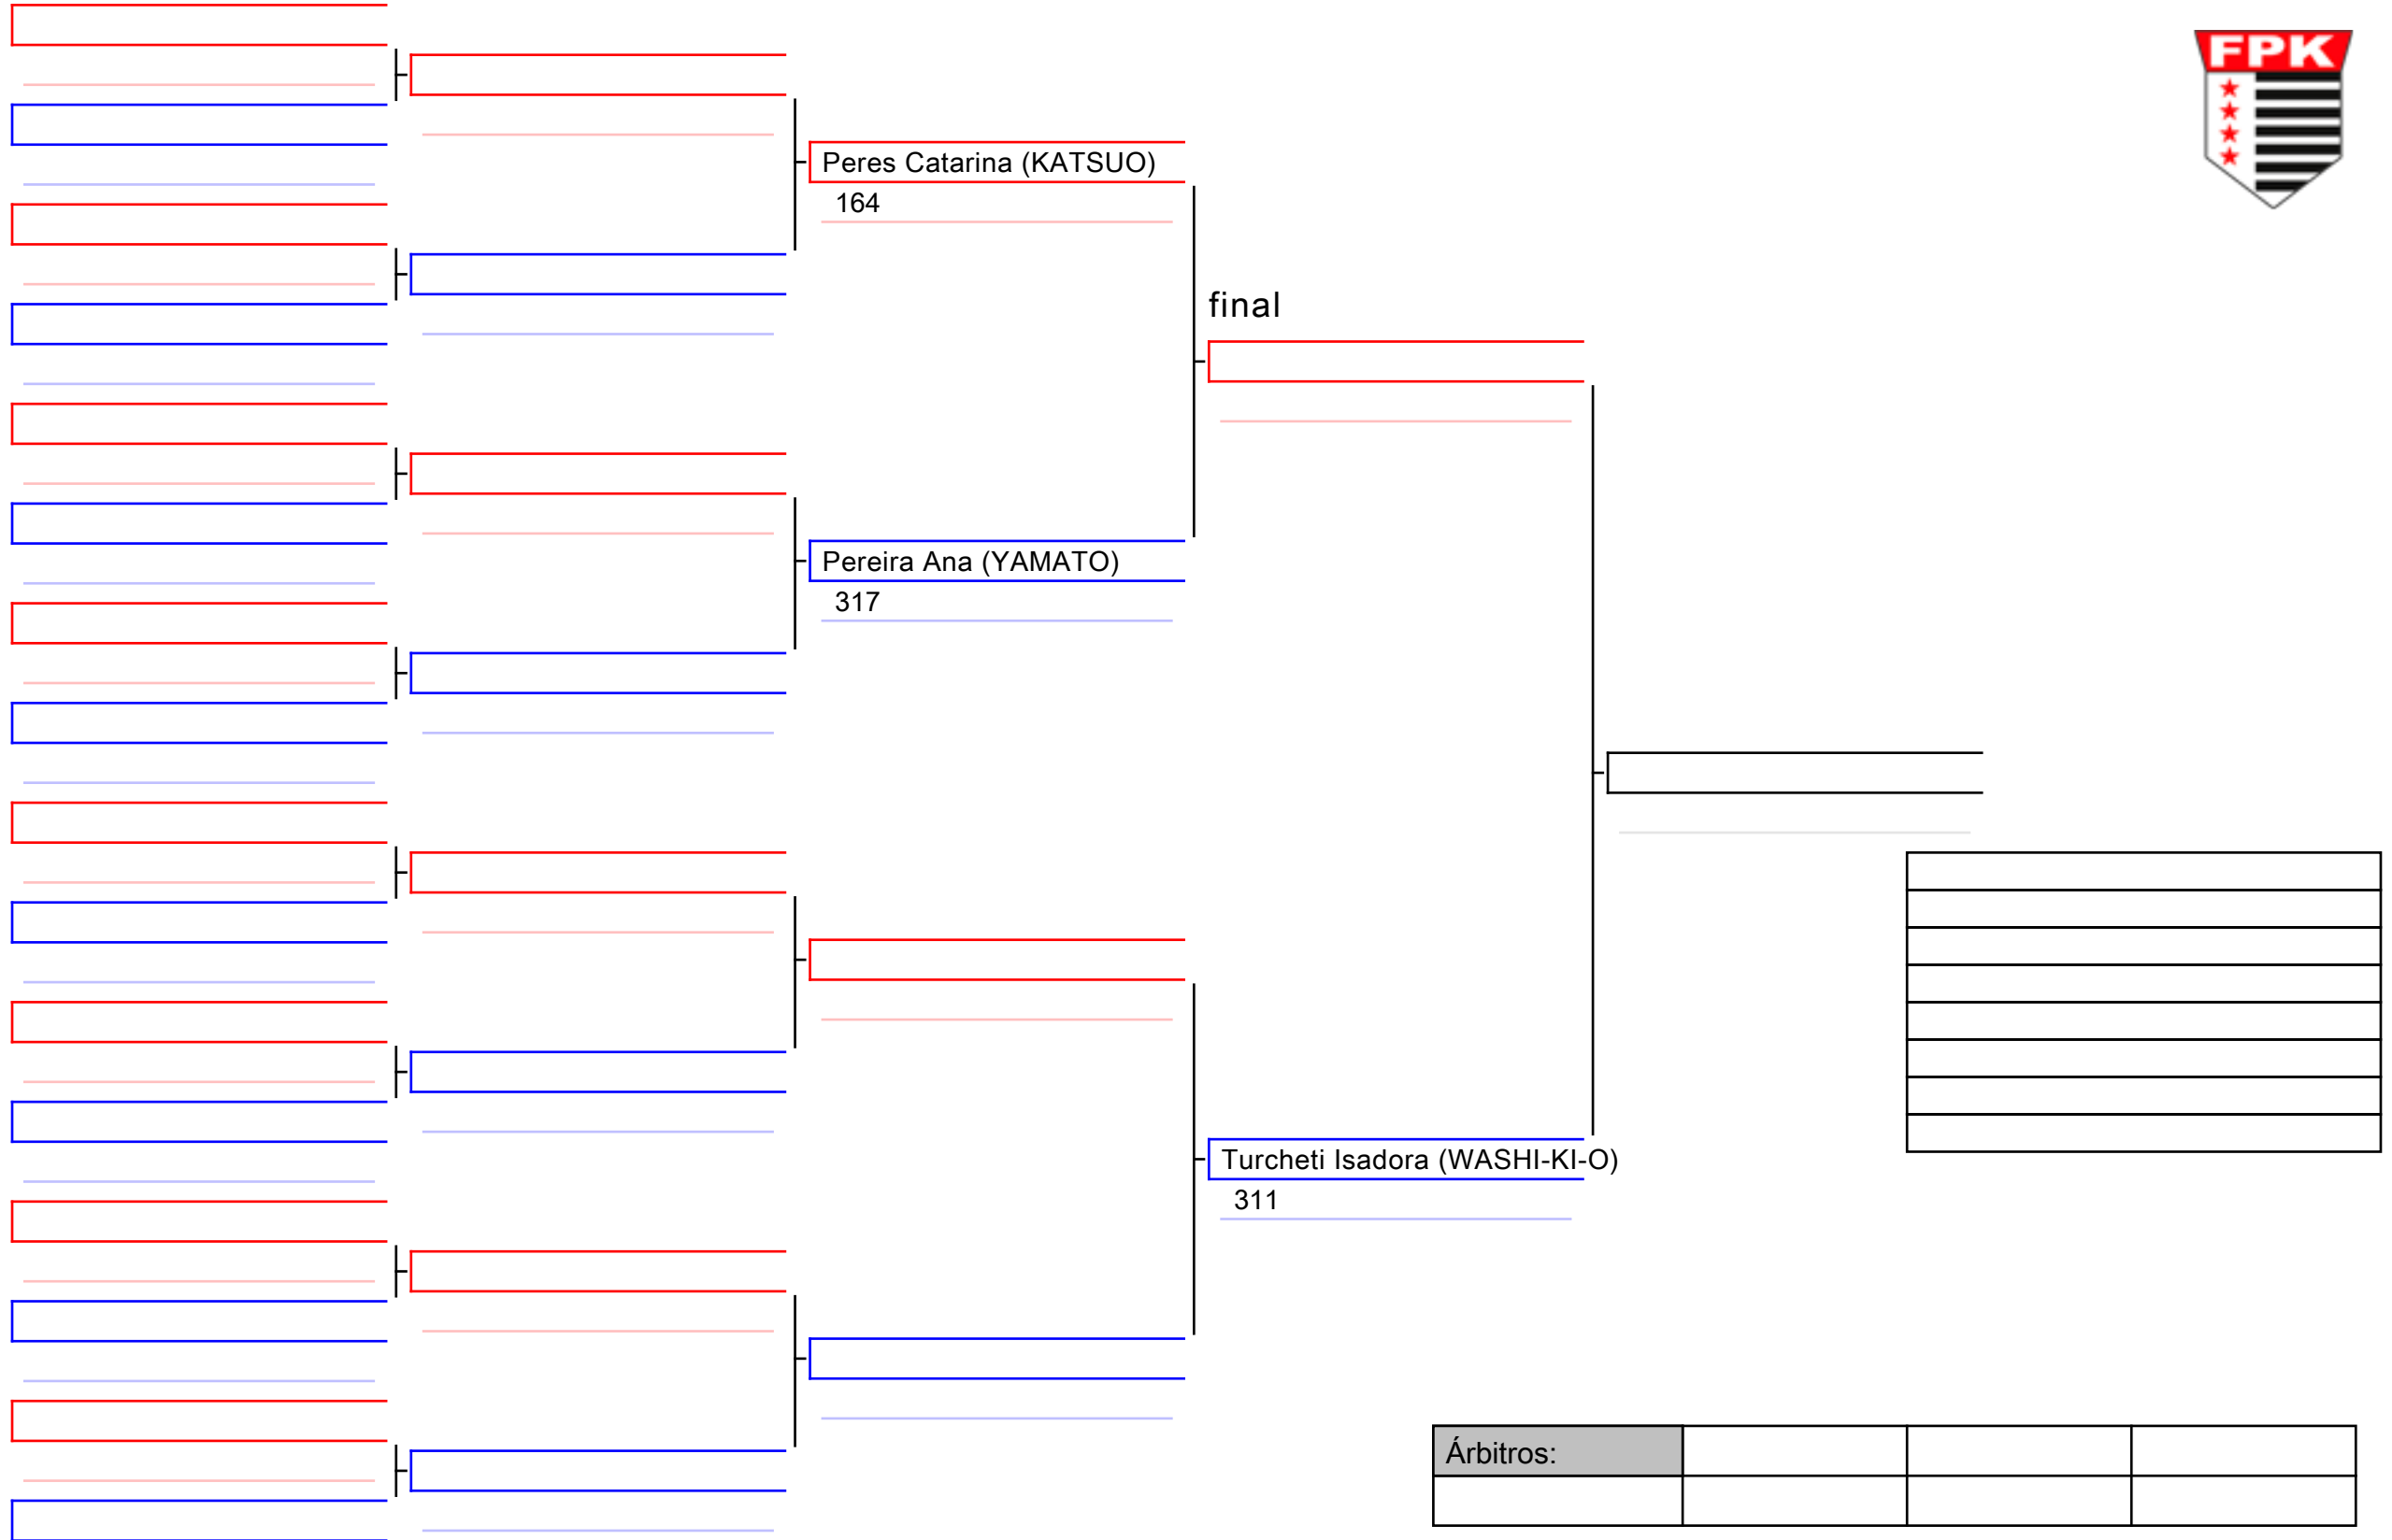 FPK
Peres Catarina (KATSUO)
164
final
Pereira Ana (YAMATO)
317
Turcheti Isadora (WASHI-KI-O)
311
Árbitros: